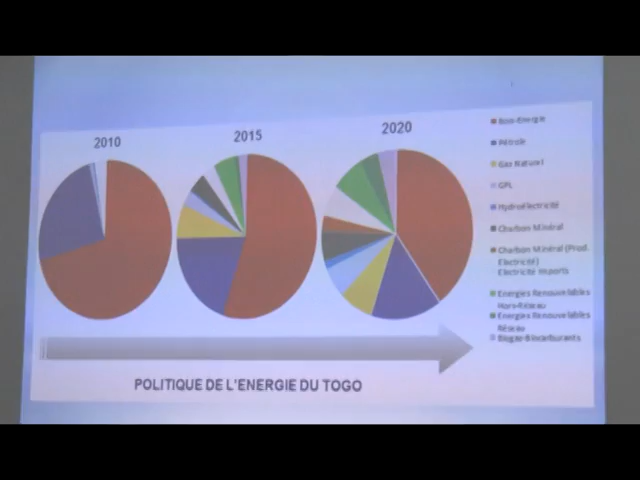 2010
2015
2020
Bois-Energie
Pétrole
Gaz Naturel
GPL
Hydroélectricité
Charbon Minéral
Charbon Minéral (Prod.
Electricité)
Electricité Imports
Energies Renouvelables
Hors-Réseau
Energies Renouvelables
Réseau
Biogaz-Biocarburants
POLITIQUE DE L'ENERGIE DU TOGO